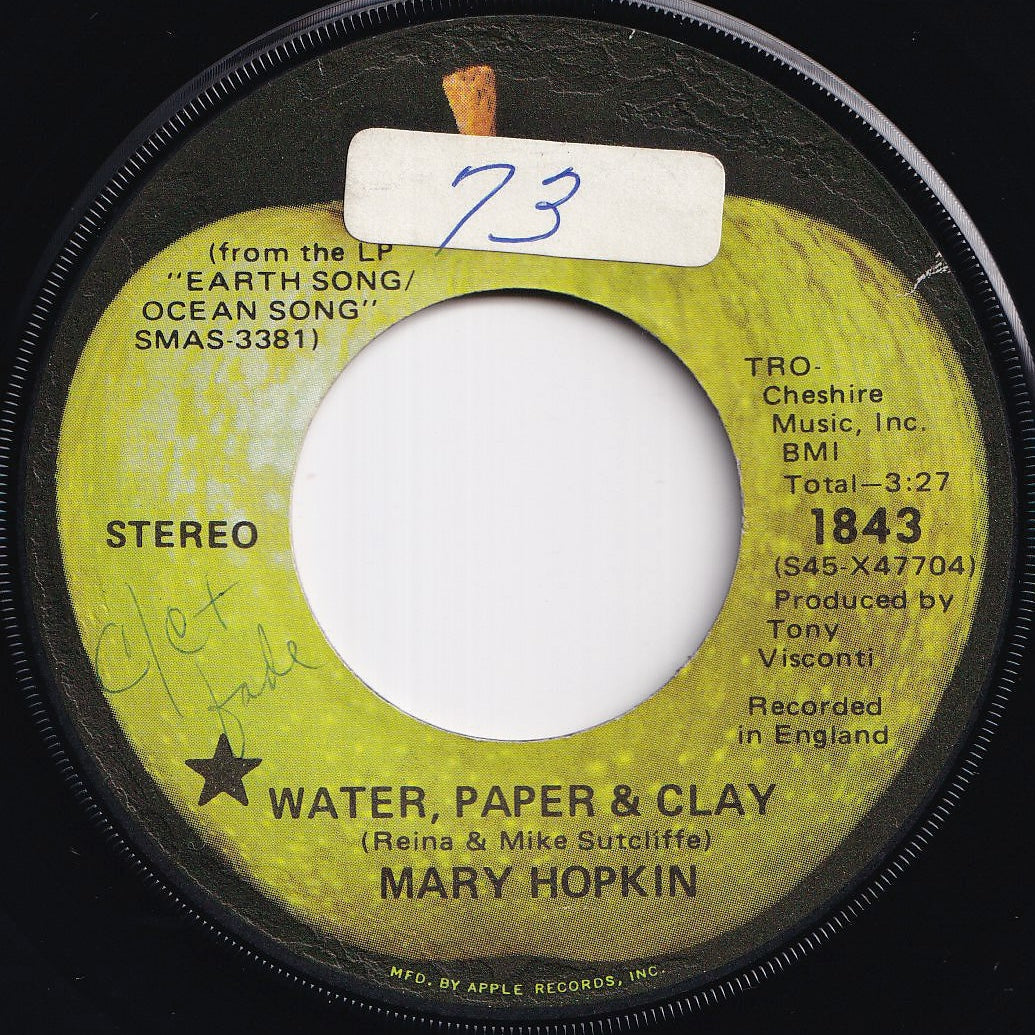 73
(from the LP
"EARTH SONG/
OCEAN SONG"
SMAS-3381)
STEREO
TRO-
Cheshire
Music, Inc.
BMI
Total—3:27
1843
(S45-X47704)
Produced by
Tony
Visconti
Recorded
in England
fade
WATER, PAPER & CLAY
(Reina & Mike Sutcliffe)
MARY HOPKIN
MFD. BY APPLE RECORDS, INC.